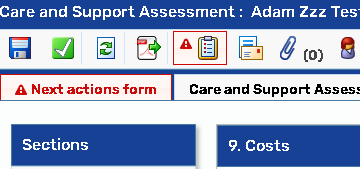 Care and Support Assessment : Adam Zzz Tes
(0)
Next actions form
Care and Support Assess
Sections
9. Costs